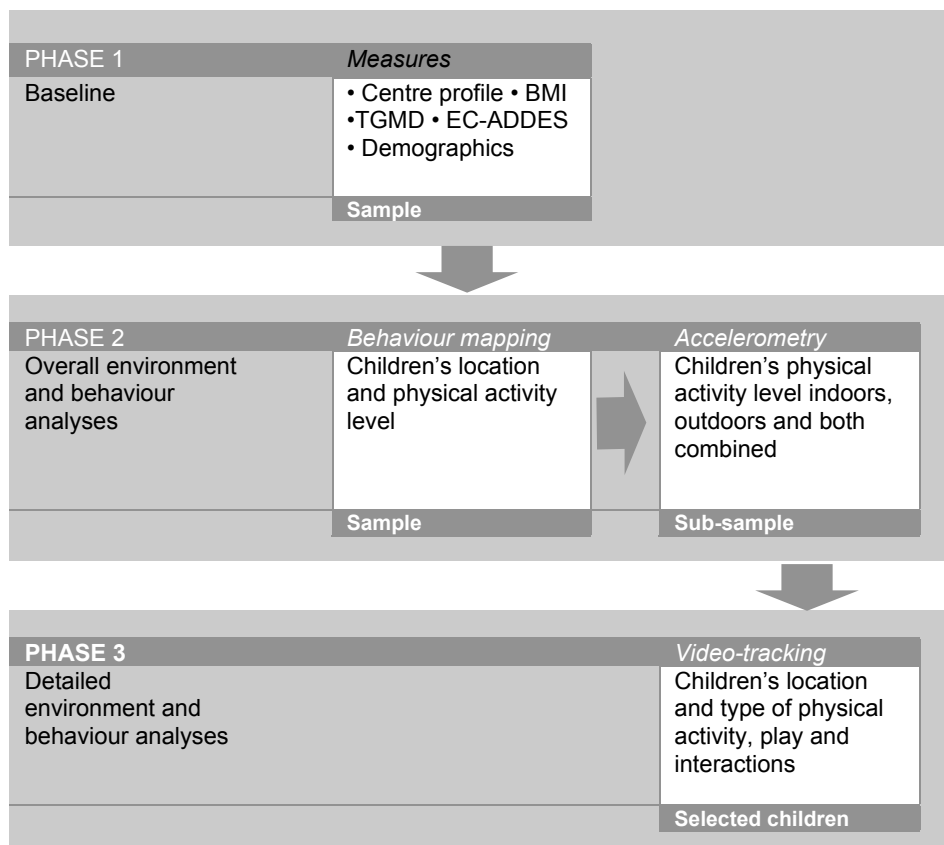 PHASE 1
Measures
Baseline
• Centre profile • BMI
•TGMD • EC-ADDES
• Demographics
Sample
PHASE 2
Behaviour mapping
Accelerometry
Overall environment
and behaviour
analyses
Children’s location
and physical activity
level
Children’s physical
activity level indoors,
outdoors and both
combined
Sample
Sub-sample
PHASE 3
Video-tracking
Detailed
environment and
behaviour analyses
Children’s location
and type of physical
activity, play and
interactions
Selected children